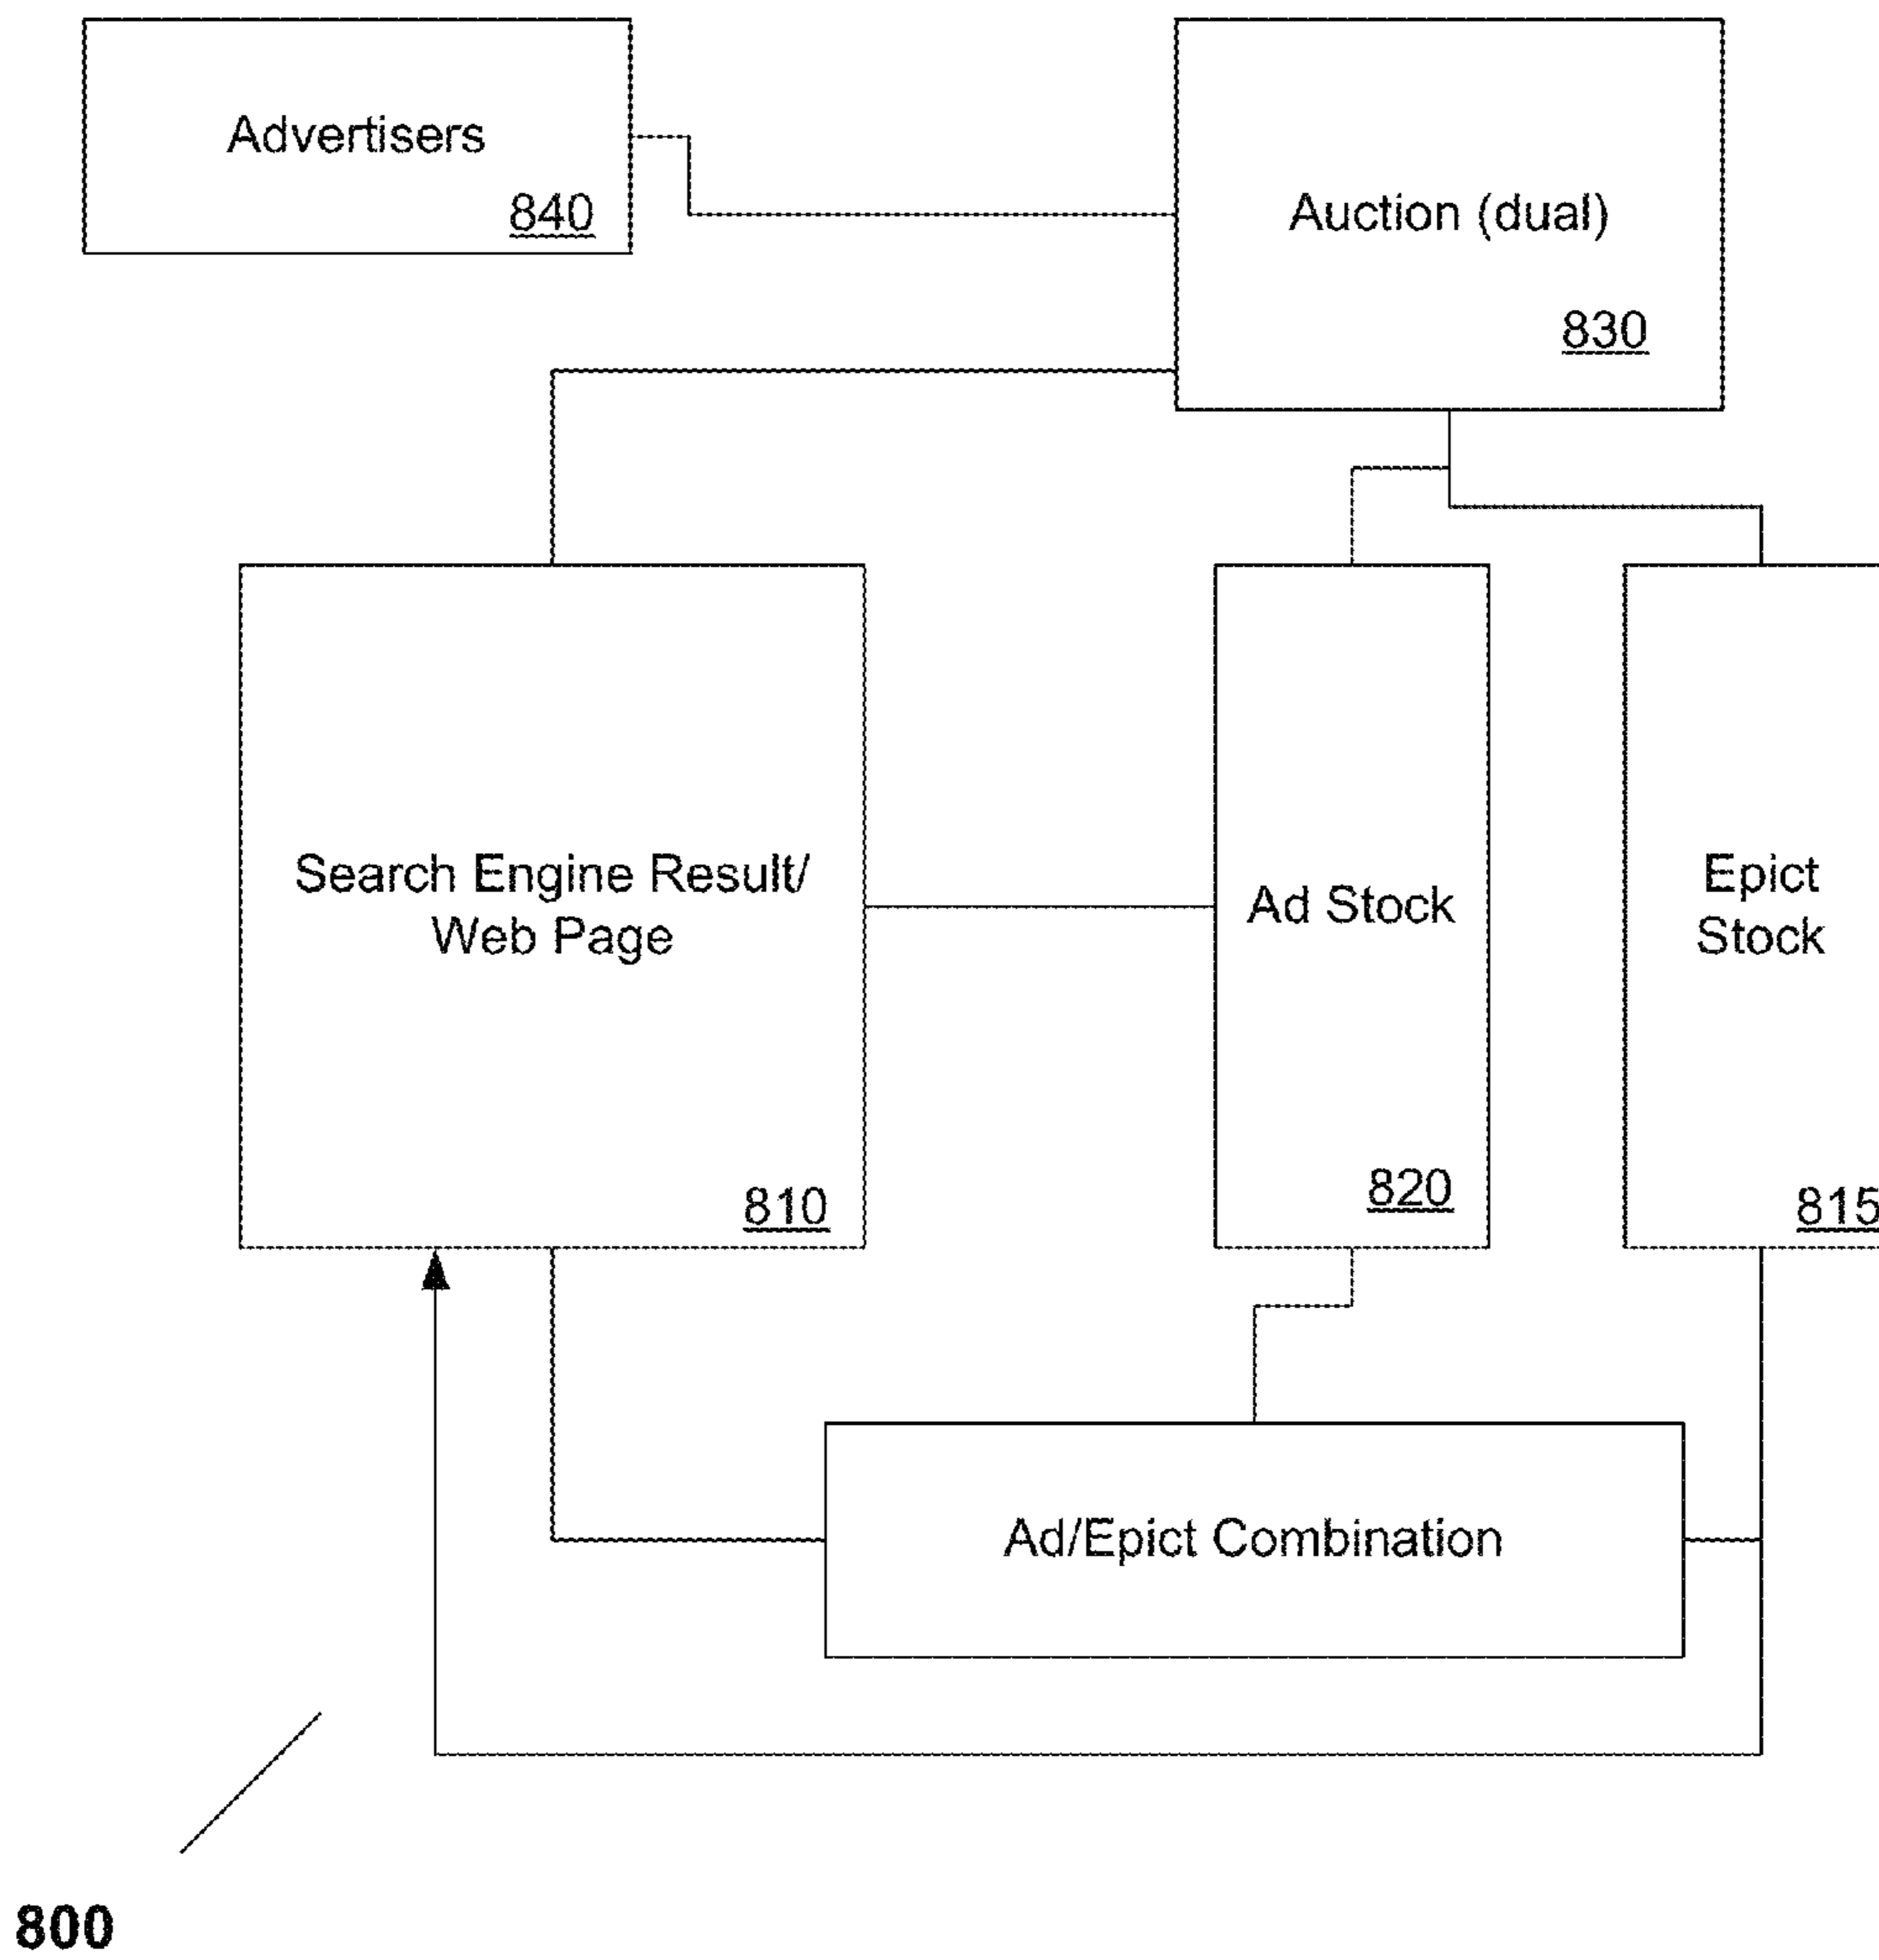 Advertisers
840
Auction (dual)
830
Search Engine Result/
Web Page
810
Ad Stock
820
Epict
Stock
815
Ad/Epict Combination
800